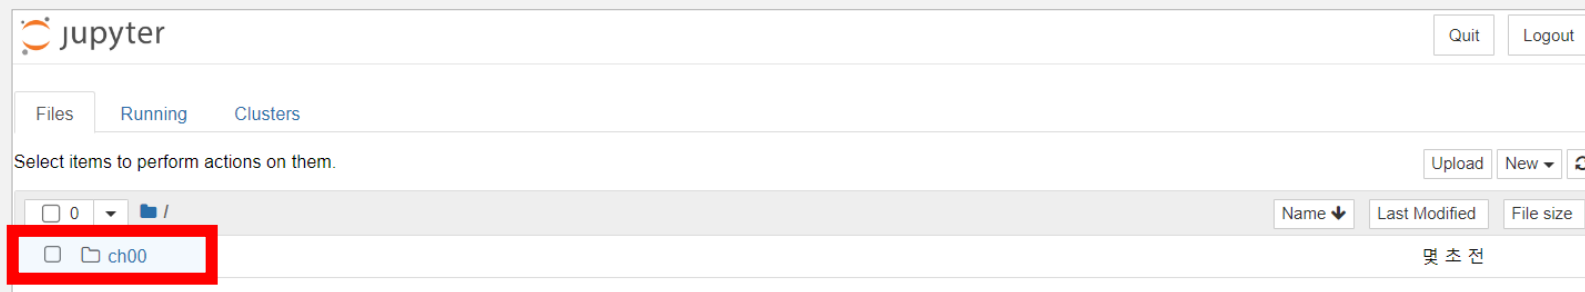 jupyter
Quit Logout
Files Running Clusters
Select items to perform actions on them.
Upload New
0 / Name Last Modified File size
ch00 몇 초 전